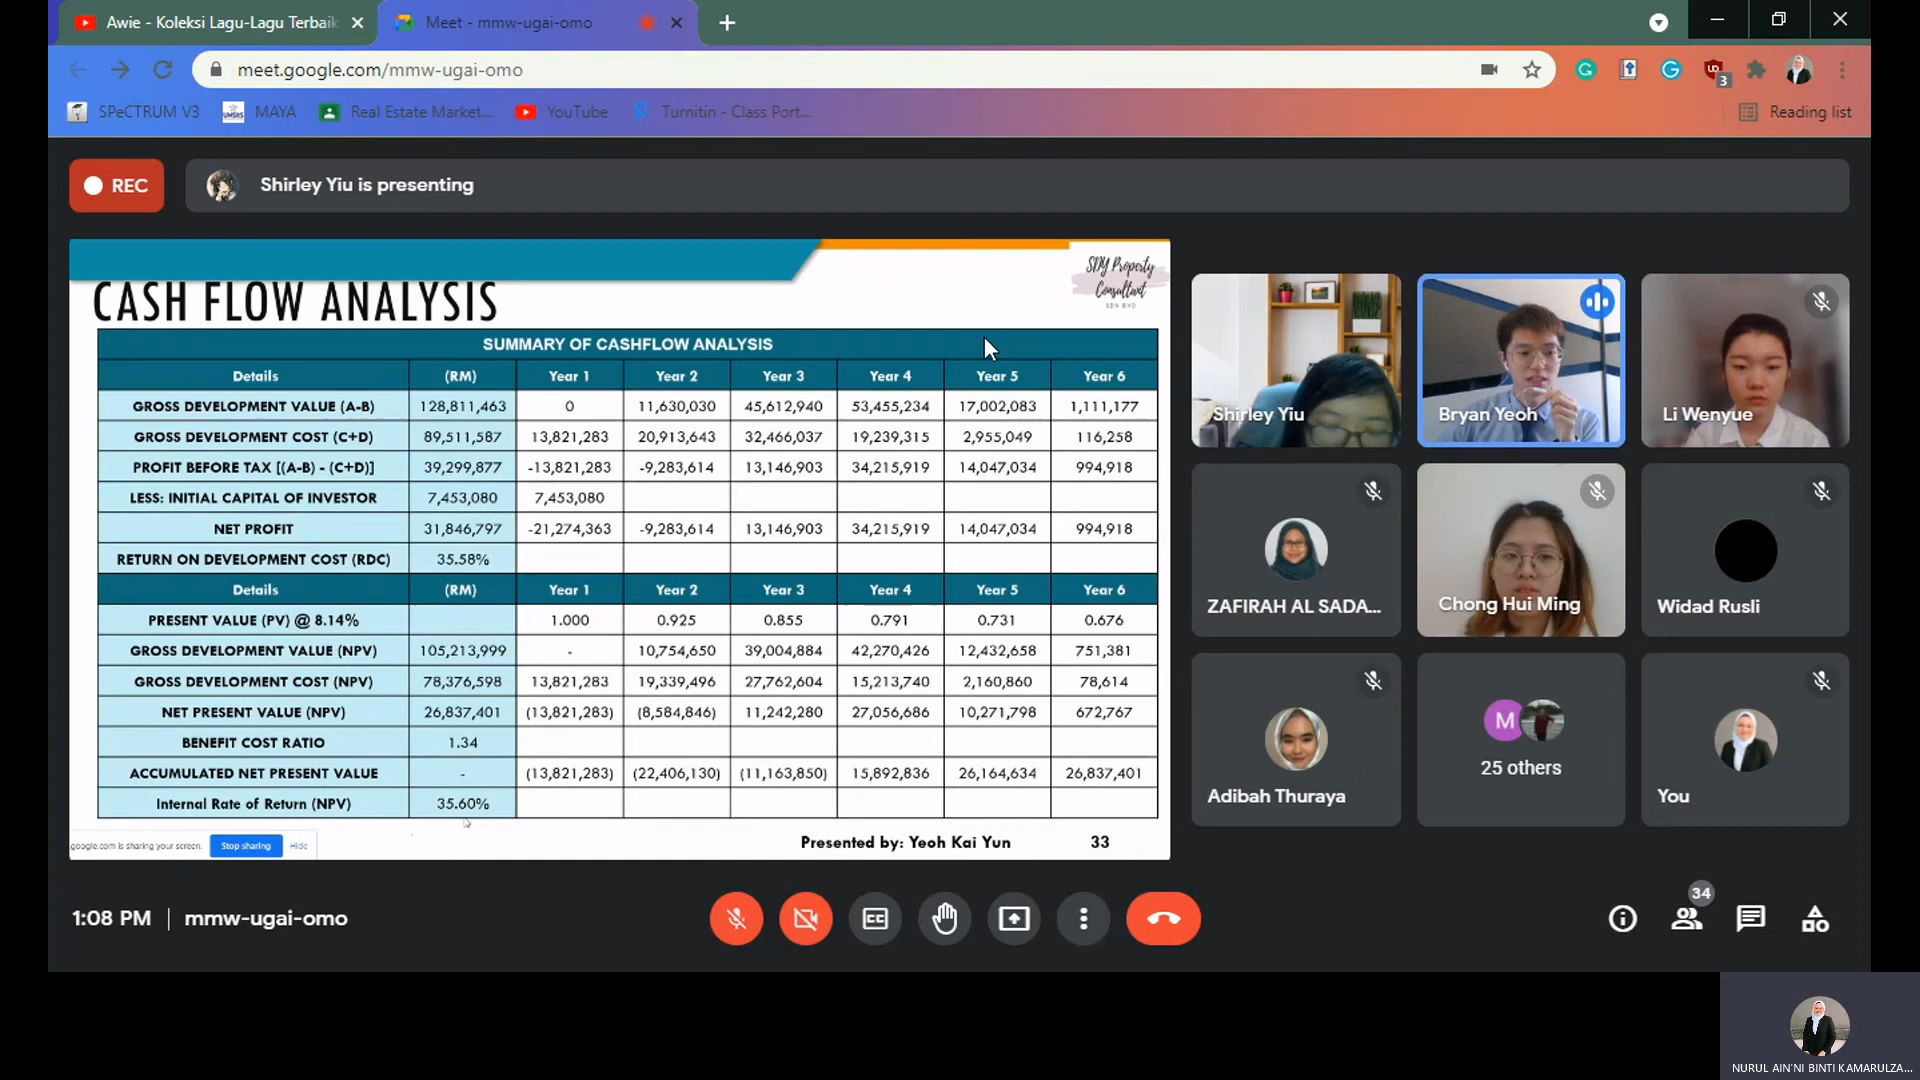 Awie - Koleksi Lagu-Lagu Terbaik
Meet - mmw-ugai-omo
meet.google.com/mmw-ugai-omo
3
SPeCTRUM V3
MAYA
Real Estate Market...
YouTube
Turnitin - Class Port...
Reading list
REC
Shirley Yiu is presenting
SDY Property
Consultant
SDN BHD
CASH FLOW ANALYSIS
SUMMARY OF CASHFLOW ANALYSIS
Details (RM) Year 1 Year 2 Year 3 Year 4 Year 5 Year 6
GROSS DEVELOPMENT VALUE (A-B) 128,811,463 0 11,630,030 45,612,940 53,455,234 17,002,083 1,111,177
GROSS DEVELOPMENT COST (C+D) 89,511,587 13,821,283 20,913,643 32,466,037 19,239,315 2,955,049 116,258
PROFIT BEFORE TAX [(A-B) - (C+D)] 39,299,877 -13,821,283 -9,283,614 13,146,903 34,215,919 14,047,034 994,918
LESS: INITIAL CAPITAL OF INVESTOR 7,453,080 7,453,080
NET PROFIT 31,846,797 -21,274,363 -9,283,614 13,146,903 34,215,919 14,047,034 994,918
RETURN ON DEVELOPMENT COST (RDC) 35.58%
Details (RM) Year 1 Year 2 Year 3 Year 4 Year 5 Year 6
PRESENT VALUE (PV) @ 8.14% 1.000 0.925 0.855 0.791 0.731 0.676
GROSS DEVELOPMENT VALUE (NPV) 105,213,999 - 10,754,650 39,004,884 42,270,426 12,432,658 751,381
GROSS DEVELOPMENT COST (NPV) 78,376,598 13,821,283 19,339,496 27,762,604 15,213,740 2,160,860 78,614
NET PRESENT VALUE (NPV) 26,837,401 (13,821,283) (8,584,846) 11,242,280 27,056,686 10,271,798 672,767
BENEFIT COST RATIO 1.34
ACCUMULATED NET PRESENT VALUE - (13,821,283) (22,406,130) (11,163,850) 15,892,836 26,164,634 26,837,401
Internal Rate of Return (NPV) 35.60%
google.com is sharing your screen. Stop sharing Hide
Presented by: Yeoh Kai Yun 33
Shirley Yiu
Bryan Yeoh
Li Wenyue
ZAFIRAH AL SADA...
Chong Hui Ming
Widad Rusli
Adibah Thuraya
M
25 others
You
1:08 PM | mmw-ugai-omo
34
NURUL AIN'NI BINTI KAMARULZA...